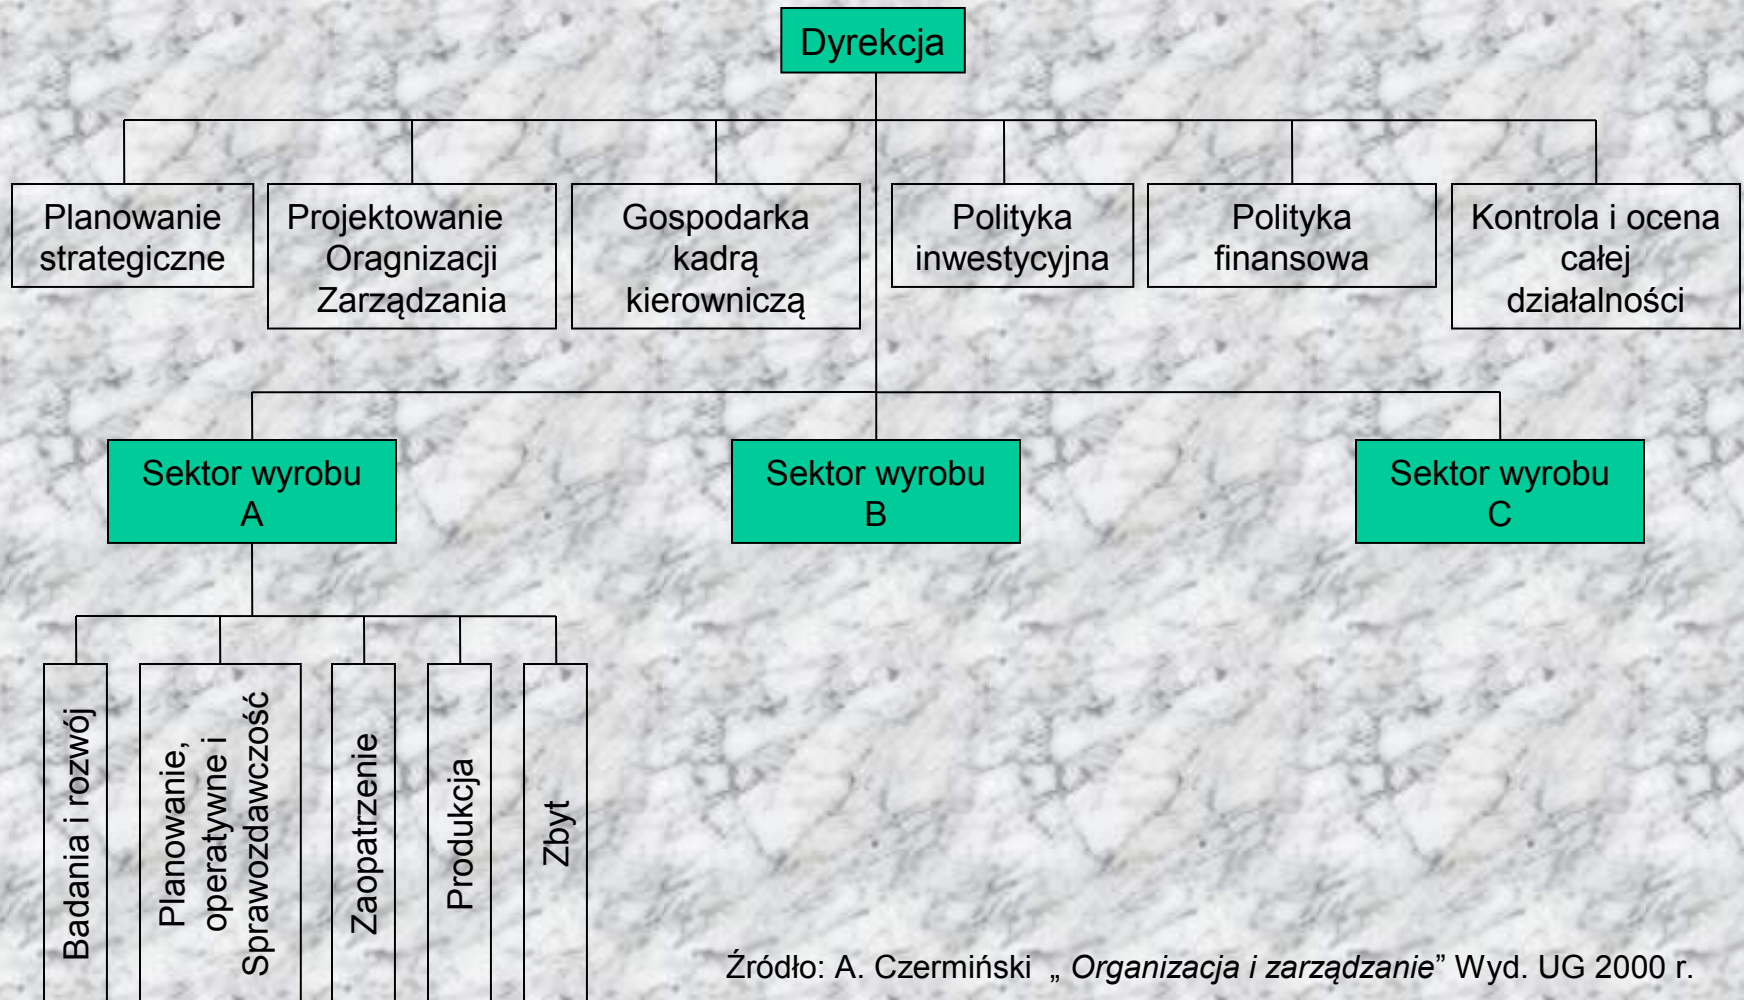 Dyrekcja
Planowanie
strategiczne
Projektowanie
Oragnizacji
Zarządzania
Gospodarka
kadrą
kierowniczą
Polityka
inwestycyjna
Polityka
finansowa
Kontrola i ocena
całej
działalności
Sektor wyrobu
A
Sektor wyrobu
B
Sektor wyrobu
C
Badania i rozwój
Planowanie,
operatywne i
Sprawozdawczość
Zaopatrzenie
Produkcja
Zbyt
Źródło: A. Czermiński „ Organizacja i zarządzanie” Wyd. UG 2000 r.